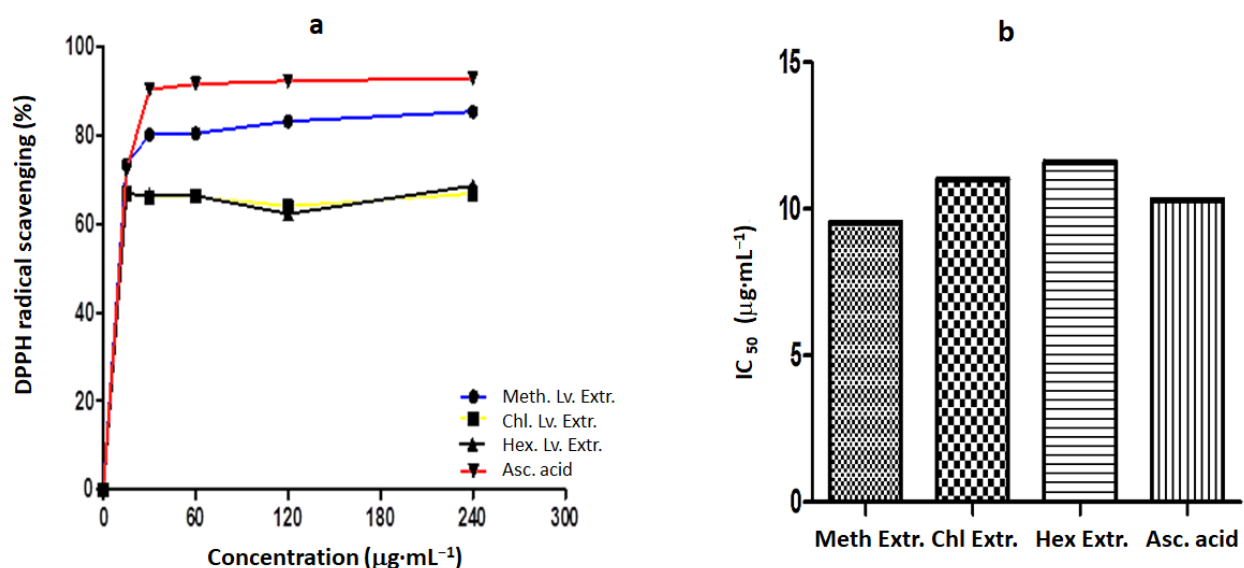 a
DPPH radical scavenging (%)
100
80
60
40
20
0
0 60 120 180 240 300
Concentration (µg·mL⁻¹)
Meth. Lv. Extr.
Chl. Lv. Extr.
Hex. Lv. Extr.
Asc. acid
b
IC 50 (µg·mL⁻¹)
15
10
5
0
Meth Extr. Chl Extr. Hex Extr. Asc. acid